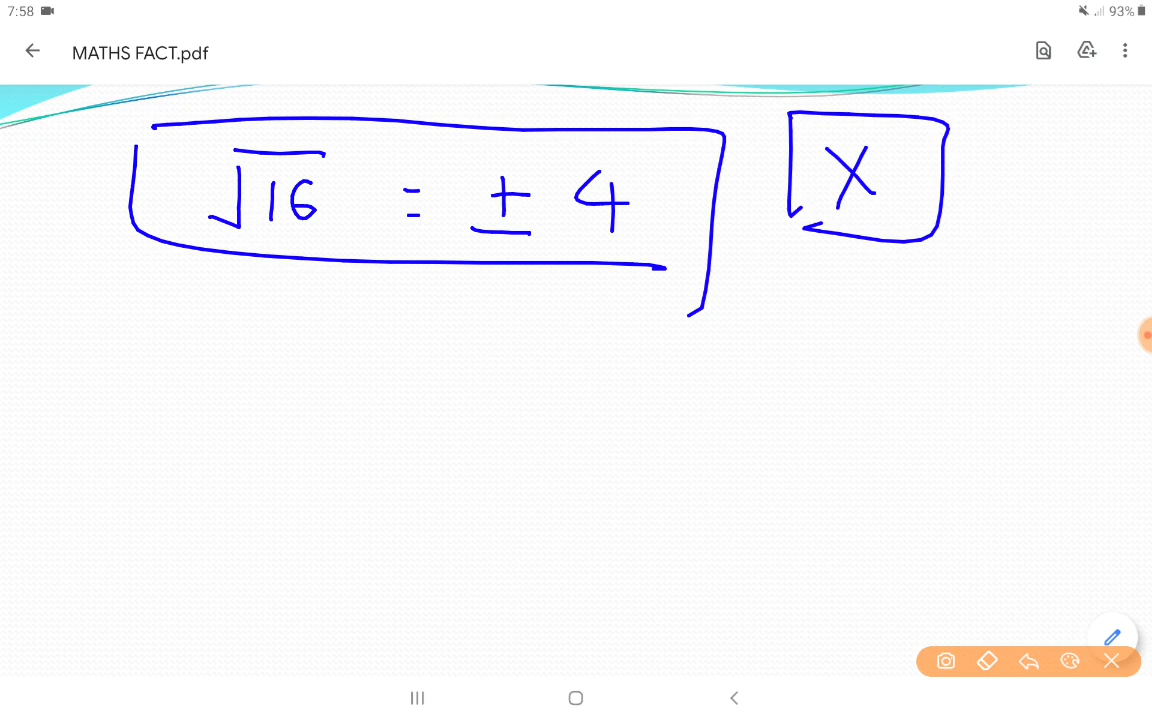 7:58 93%
MATHS FACT.pdf
√16 = ± 4 X